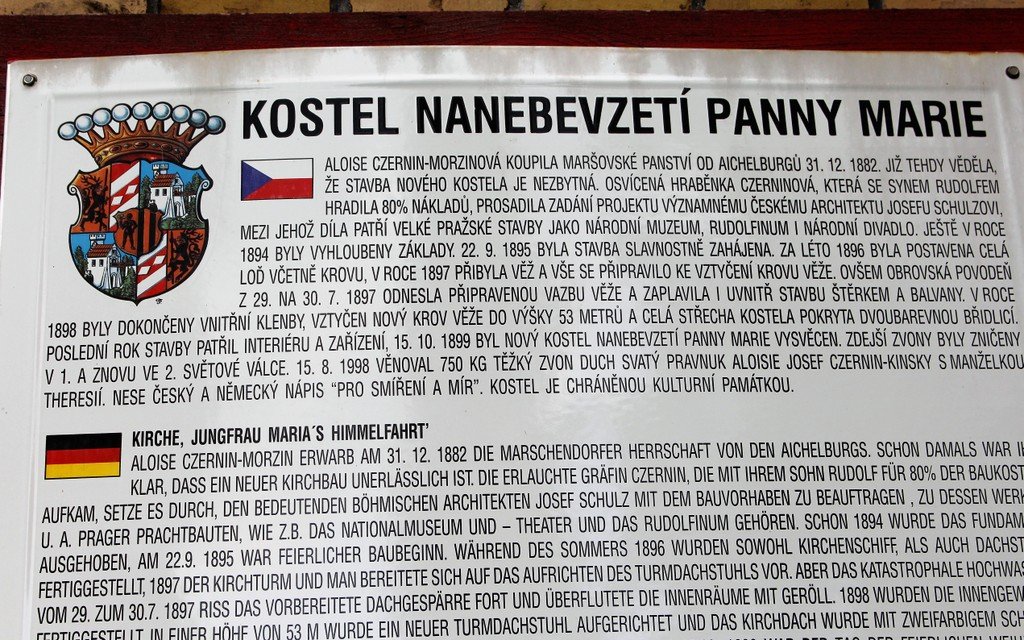 KOSTEL NANEBEVZETÍ PANNY MARIE
ALOISE CZERNIN-MORZINOVÁ KOUPILA MARŠOVSKÉ PANSTVÍ OD AICHELBURGŮ 31. 12. 1882. JIŽ TEHDY VĚDĚLA,
ŽE STAVBA NOVÉHO KOSTELA JE NEZBYTNÁ. OSVÍCENÁ HRABĚNKA CZERNINOVÁ, KTERÁ SE SYNEM RUDOLFEM
HRADILA 80% NÁKLADŮ, PROSADILA ZADÁNÍ PROJEKTU VÝZNAMNÉMU ČESKÉMU ARCHITEKTU JOSEFU SCHULZOVI,
MEZI JEHOŽ DÍLA PATŘÍ VELKÉ PRAŽSKÉ STAVBY JAKO NÁRODNÍ MUZEUM, RUDOLFINUM I NÁRODNÍ DIVADLO. JEŠTĚ V ROCE
1894 BYLY VYHLOUBENY ZÁKLADY. 22. 9. 1895 BYLA STAVBA SLAVNOSTNĚ ZAHÁJENA. ZA LÉTO 1896 BYLA POSTAVENA CELÁ
LOĎ VČETNĚ KROVU, V ROCE 1897 PŘIBYLA VĚŽ A VŠE SE PŘIPRAVILO KE VZTYČENÍ KROVU VĚŽE. OVŠEM OBROVSKÁ POVODEŇ
Z 29. NA 30. 7. 1897 ODNESLA PŘIPRAVENOU VAZBU VĚŽE A ZAPLAVILA I UVNITŘ STAVBU ŠTĚRKEM A BALVANY. V ROCE
1898 BYLY DOKONČENY VNITŘNÍ KLENBY, VZTYČEN NOVÝ KROV VĚŽE DO VÝŠKY 53 METRŮ A CELÁ STŘECHA KOSTELA POKRYTA DVOUBAREVNOU BŘIDLICÍ.
POSLEDNÍ ROK STAVBY PATŘIL INTERIÉRU A ZAŘÍZENÍ, 15. 10. 1899 BYL NOVÝ KOSTEL NANEBEVZETÍ PANNY MARIE VYSVĚCEN. ZDEJŠÍ ZVONY BYLY ZNIČENY
V 1. A ZNOVU VE 2. SVĚTOVÉ VÁLCE. 15. 8. 1998 VĚNOVAL 750 KG TĚŽKÝ ZVON DUCH SVATÝ PRAVNUK ALOISIE JOSEF CZERNIN-KINSKY S MANŽELKOU
THERESIÍ. NESE ČESKÝ A NĚMECKÝ NÁPIS "PRO SMÍŘENÍ A MÍR". KOSTEL JE CHRÁNĚNOU KULTURNÍ PAMÁTKOU.
KIRCHE, JUNGFRAU MARIA´S HIMMELFAHRT'
ALOISE CZERNIN-MORZIN ERWARB AM 31. 12. 1882 DIE MARSCHENDORFER HERRSCHAFT VON DEN AICHELBURGS. SCHON DAMALS WAR
KLAR, DASS EIN NEUER KIRCHBAU UNERLÄSSLICH IST. DIE ERLAUCHTE GRÄFIN CZERNIN, DIE MIT IHREM SOHN RUDOLF FÜR 80% DER BAUKOST
AUFKAM, SETZE ES DURCH, DEN BEDEUTENDEN BÖHMISCHEN ARCHITEKTEN JOSEF SCHULZ MIT DEM BAUVORHABEN ZU BEAUFTRAGEN , ZU DESSEN WER
U. A. PRAGER PRACHTBAUTEN, WIE Z.B. DAS NATIONALMUSEUM UND – THEATER UND DAS RUDOLFINUM GEHÖREN. SCHON 1894 WURDE DAS FUNDAM
AUSGEHOBEN, AM 22.9. 1895 WAR FEIERLICHER BAUBEGINN. WÄHREND DES SOMMERS 1896 WURDEN SOWOHL KIRCHENSCHIFF, ALS AUCH DACHST
FERTIGGESTELLT, 1897 DER KIRCHTURM UND MAN BEREITETE SICH AUF DAS AUFRICHTEN DES TURMDACHSTUHLS VOR. ABER DAS KATASTROPHALE HOCHWAS
VOM 29. ZUM 30.7. 1897 RISS DAS VORBEREITETE DACHGESPÄRRE FORT UND ÜBERFLUTETE DIE INNENRÄUME MIT GERÖLL. 1898 WURDEN DIE INNENGEW
FERTIGGESTELLT IN EINER HÖHE VON 53 M WURDE EIN NEUER TURMDACHSTUHL AUFGERICHTET UND DAS KIRCHDACH WURDE MIT ZWEIFARBIGEM SCH